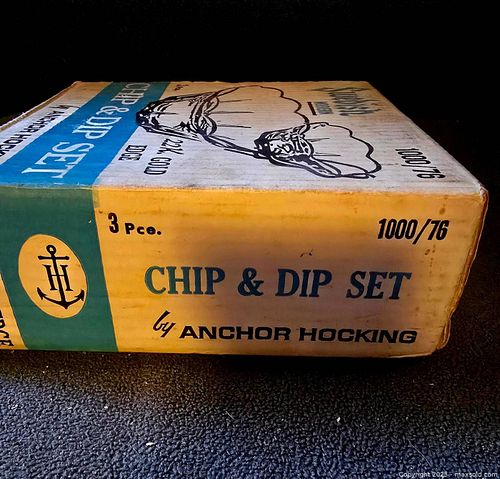 CHIP & DIP SET
22K. GOLD
EDGE
1000/76
3 Pce.
1000/76
CHIP & DIP SET
by ANCHOR HOCKING
H
Copyright 2023 - maxsold.com